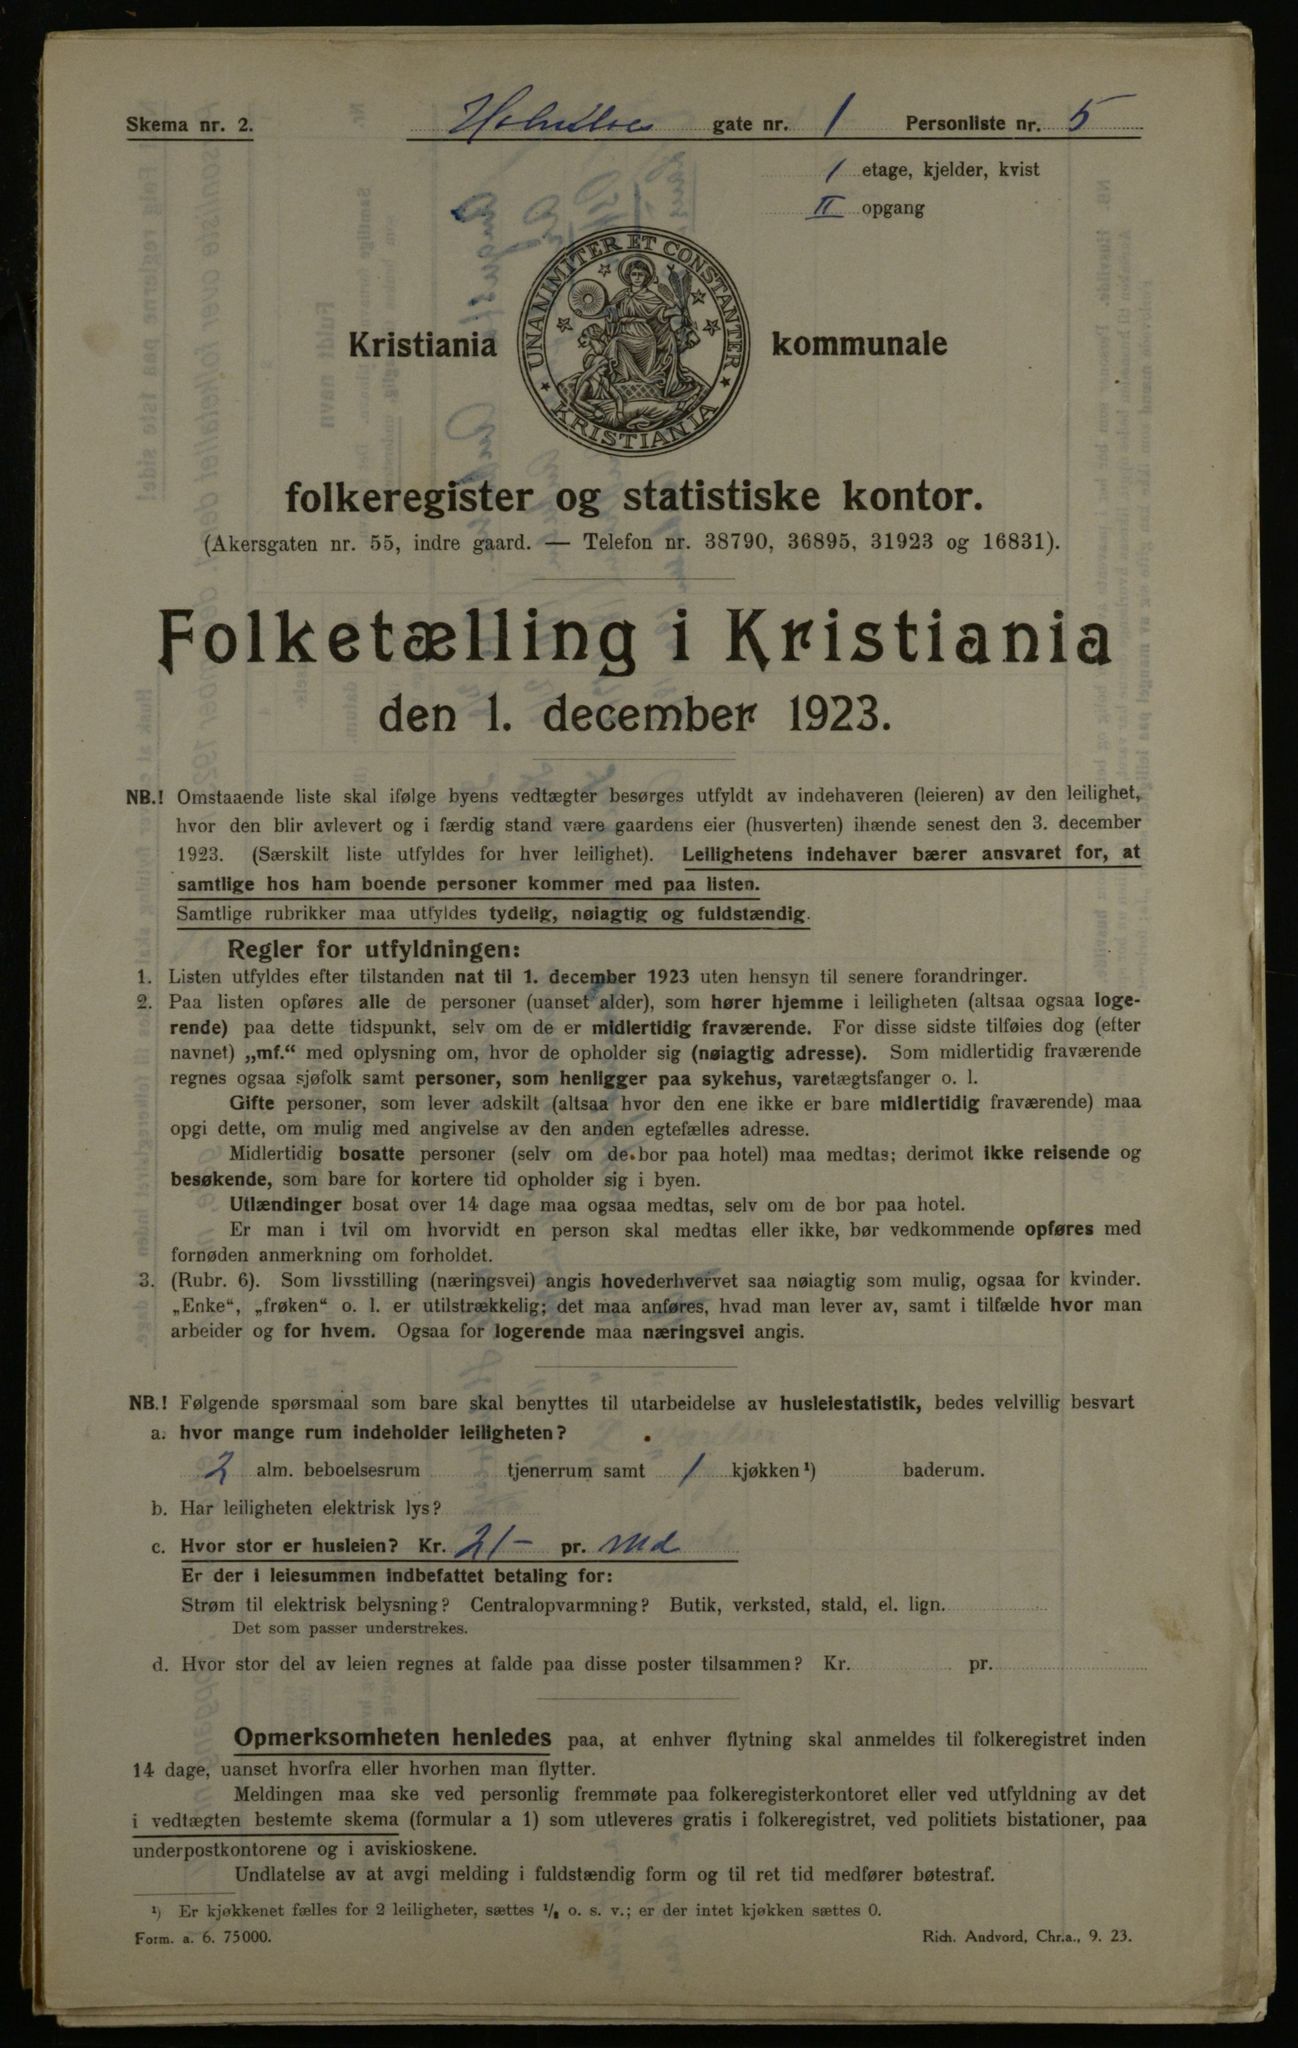 Skema nr. 2.
Holmboes gate nr. 1 Personliste nr. 5
1 etage, kjelder, kvist
II opgang
UNANIMITER ET CONSTANTER
KRISTIANIA
Kristiania kommunale
folkeregister og statistiske kontor.
(Akersgaten nr. 55, indre gaard. — Telefon nr. 38790, 36895, 31923 og 16831).
Folketælling i Kristiania
den 1. december 1923.
NB.! Omstaaende liste skal ifølge byens vedtægter besørges utfyldt av indehaveren (leieren) av den leilighet,
hvor den blir avlevert og i færdig stand være gaardens eier (husverten) ihænde senest den 3. december
1923. (Særskilt liste utfyldes for hver leilighet). Leilighetens indehaver bærer ansvaret for, at
samtlige hos ham boende personer kommer med paa listen.
Samtlige rubrikker maa utfyldes tydelig, nøiagtig og fuldstændig.
Regler for utfyldningen:
1. Listen utfyldes efter tilstanden nat til 1. december 1923 uten hensyn til senere forandringer.
2. Paa listen opføres alle de personer (uanset alder), som hører hjemme i leiligheten (altsaa ogsaa loge-
rende) paa dette tidspunkt, selv om de er midlertidig fraværende. For disse sidste tilføies dog (efter
navnet) „mf.“ med oplysning om, hvor de opholder sig (nøiagtig adresse). Som midlertidig fraværende
regnes ogsaa sjøfolk samt personer, som henligger paa sykehus, varetægtsfanger o. l.
Gifte personer, som lever adskilt (altsaa hvor den ene ikke er bare midlertidig fraværende) maa
opgi dette, om mulig med angivelse av den anden egtefælles adresse.
Midlertidig bosatte personer (selv om de bor paa hotel) maa medtas; derimot ikke reisende og
besøkende, som bare for kortere tid opholder sig i byen.
Utlændinger bosat over 14 dage maa ogsaa medtas, selv om de bor paa hotel.
Er man i tvil om hvorvidt en person skal medtas eller ikke, bør vedkommende opføres med
fornøden anmerkning om forholdet.
3. (Rubr. 6). Som livsstilling (næringsvei) angis hovederhvervet saa nøiagtig som mulig, ogsaa for kvinder.
„Enke“, „frøken“ o. l. er utilstrækkelig; det maa anføres, hvad man lever av, samt i tilfælde hvor man
arbeider og for hvem. Ogsaa for logerende maa næringsvei angis.
NB.! Følgende spørsmaal som bare skal benyttes til utarbeidelse av husleiestatistik, bedes velvillig besvart
a. hvor mange rum indeholder leiligheten?
2 alm. beboelsesrum tjenerrum samt 1 kjøkken¹) baderum.
b. Har leiligheten elektrisk lys?
c. Hvor stor er husleien? Kr. 21- pr. Md
Er der i leiesummen indbefattet betaling for:
Strøm til elektrisk belysning? Centralopvarmning? Butik, verksted, stald, el. lign.
Det som passer understrekes.
d. Hvor stor del av leien regnes at falde paa disse poster tilsammen? Kr. pr.
Opmerksomheten henledes paa, at enhver flytning skal anmeldes til folkeregistret inden
14 dage, uanset hvorfra eller hvorhen man flytter.
Meldingen maa ske ved personlig fremmøte paa folkeregisterkontoret eller ved utfyldning av det
i vedtægten bestemte skema (formular a 1) som utleveres gratis i folkeregistret, ved politiets bistationer, paa
underpostkontorene og i aviskioskene.
Undlatelse av at avgi melding i fuldstændig form og til ret tid medfører bøtestraf.
¹) Er kjøkkenet fælles for 2 leiligheter, sættes ½ o. s. v.; er der intet kjøkken sættes 0.
Form. a. 6. 75000.
Rich. Andvord, Chr.a., 9. 23.